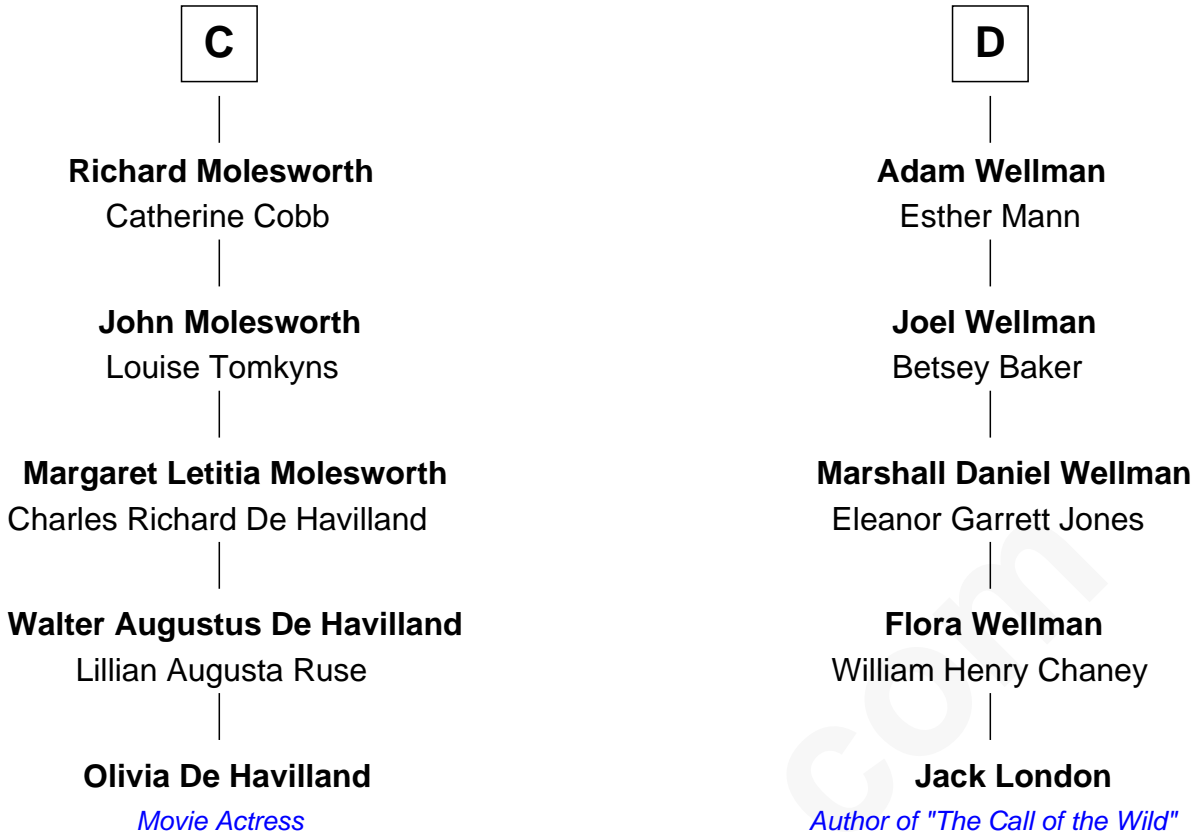 C
Richard Molesworth
Catherine Cobb
John Molesworth
Louise Tomkyns
Margaret Letitia Molesworth
Charles Richard De Havilland
Walter Augustus De Havilland
Lillian Augusta Ruse
Olivia De Havilland
Movie Actress
D
Adam Wellman
Esther Mann
Joel Wellman
Betsey Baker
Marshall Daniel Wellman
Eleanor Garrett Jones
Flora Wellman
William Henry Chaney
Jack London
Author of "The Call of the Wild"
com